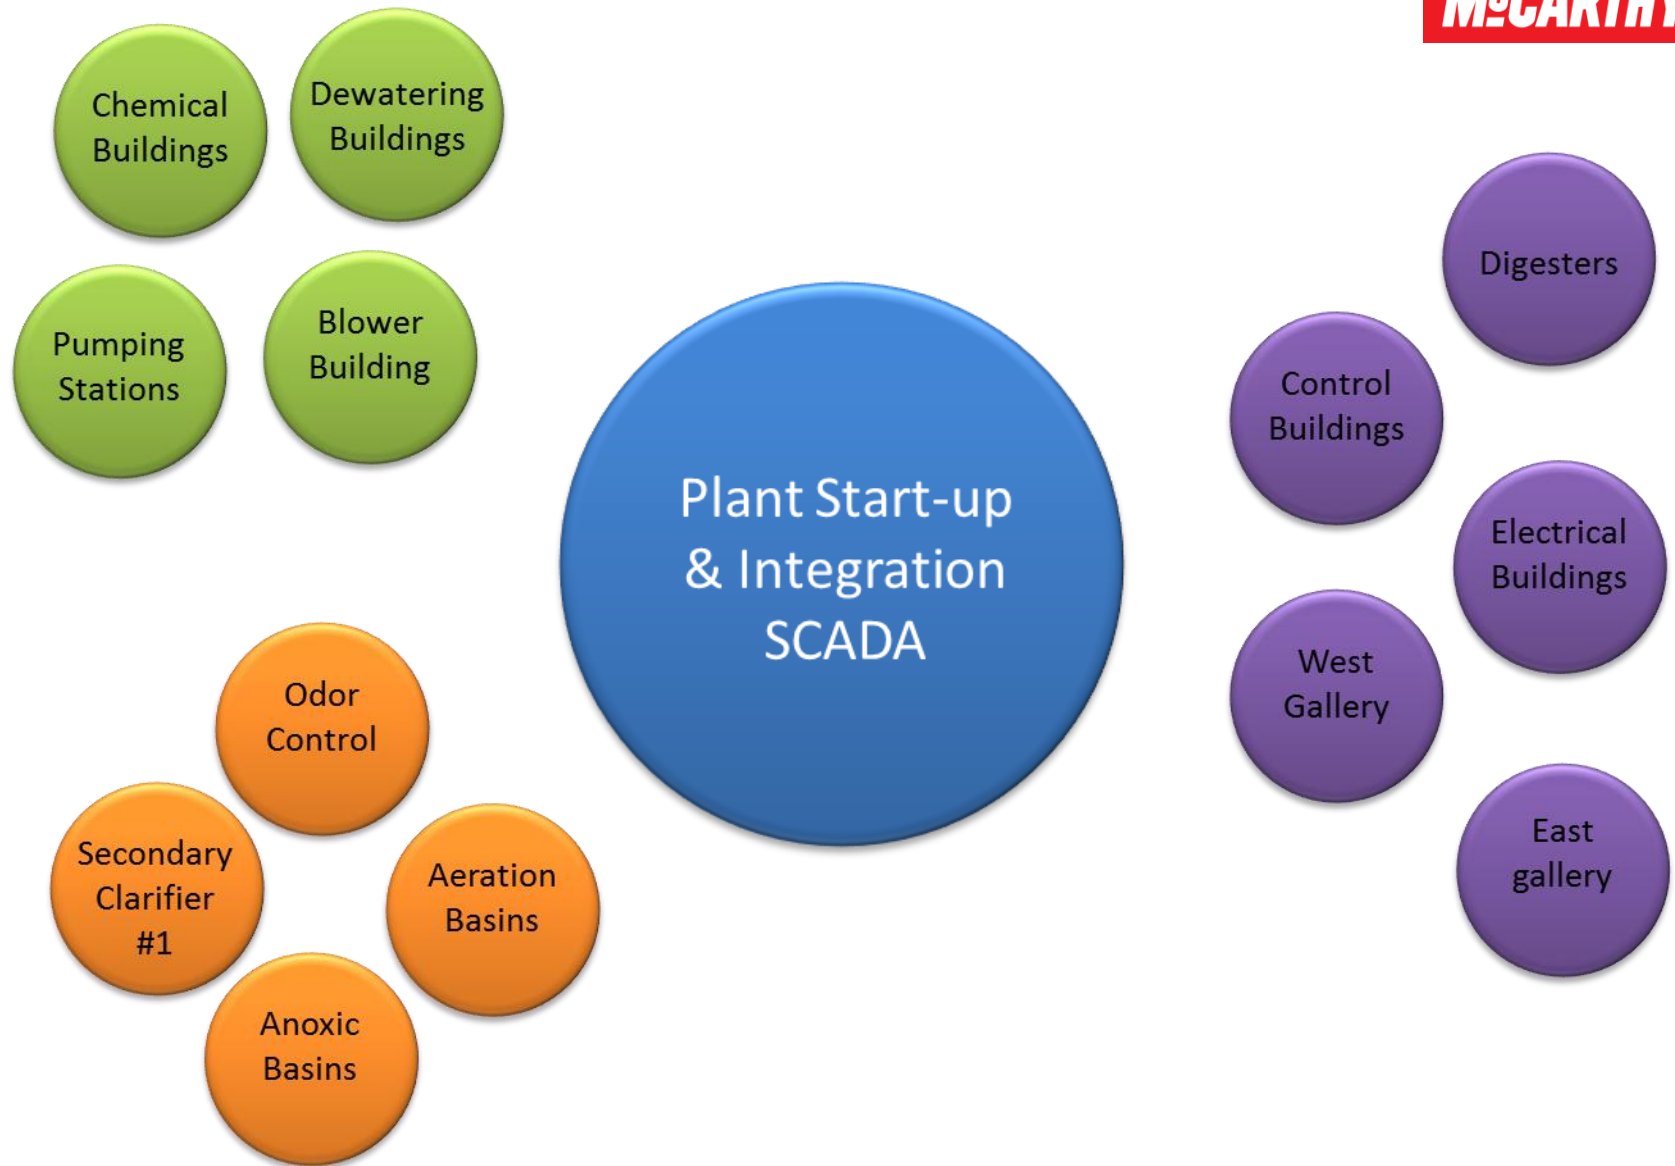 McCARTHY
Chemical
Buildings
Dewatering
Buildings
Pumping
Stations
Blower
Building
Plant Start-up
& Integration
SCADA
Digesters
Control
Buildings
Electrical
Buildings
West
Gallery
East
gallery
Odor
Control
Secondary
Clarifier
#1
Aeration
Basins
Anoxic
Basins